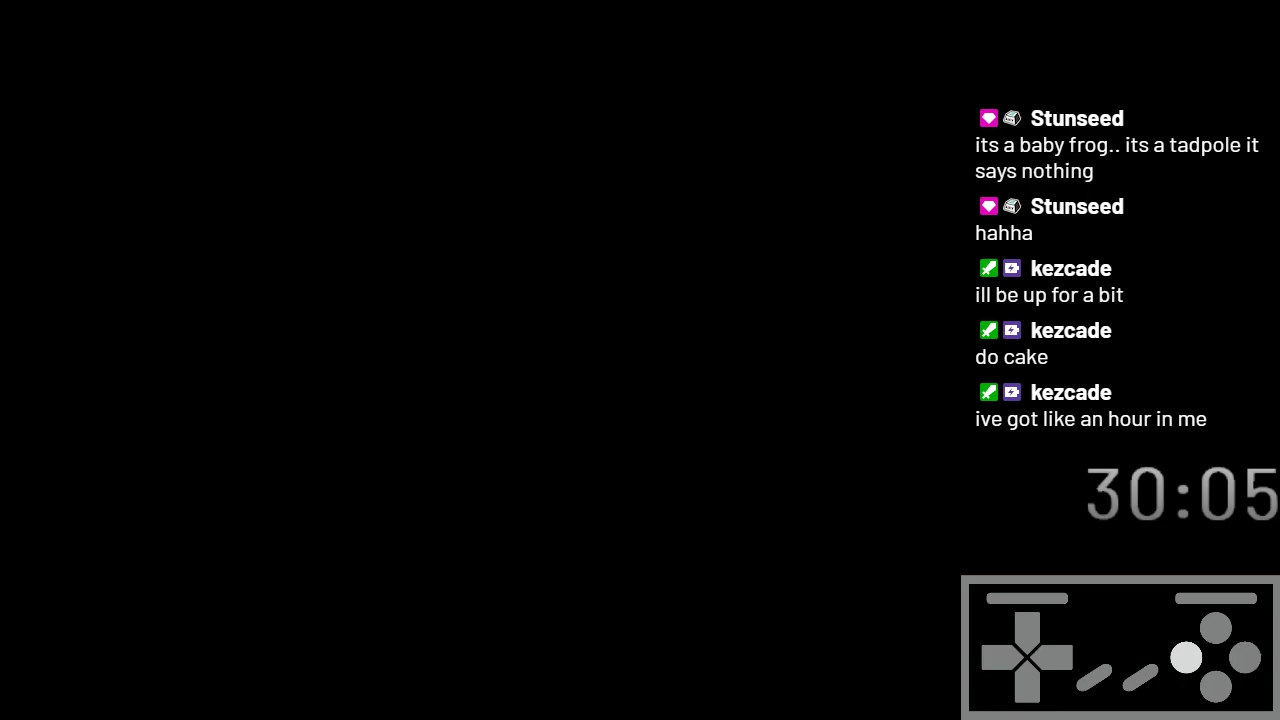 Stunseed
its a baby frog.. its a tadpole it
says nothing
Stunseed
hahha
kezcade
ill be up for a bit
kezcade
do cake
kezcade
ive got like an hour in me
30:05